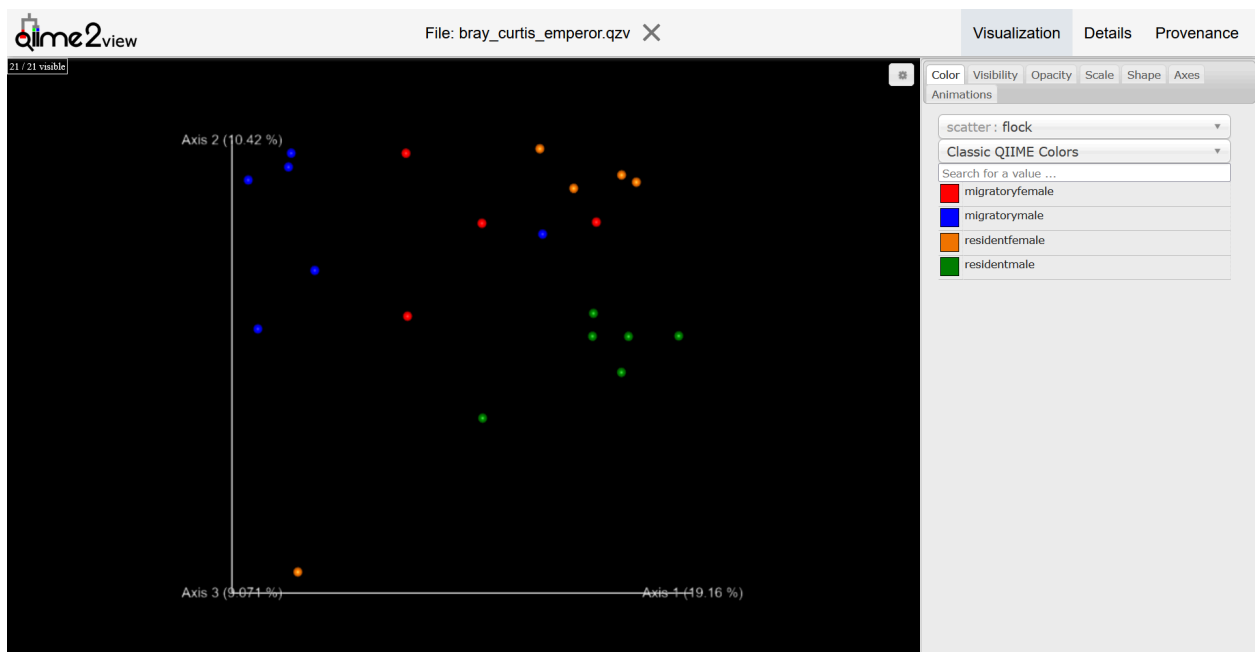 qiime2view
File: bray_curtis_emperor.qzv
Visualization
Details
Provenance
21 / 21 visible
Color
Visibility
Opacity
Scale
Shape
Axes
Animations
scatter: flock
Classic QIIME Colors
Search for a value ...
migratoryfemale
migratorymale
residentfemale
residentmale
Axis 2 (10.42 %)
Axis 3 (9.071 %)
Axis 1 (19.16 %)